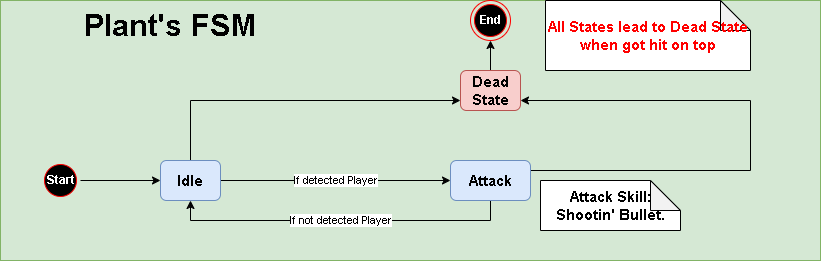 Plant's FSM
End
All States lead to Dead State
when got hit on top
Dead
State
Start
Idle
If detected Player
Attack
If not detected Player
Attack Skill:
Shootin' Bullet.